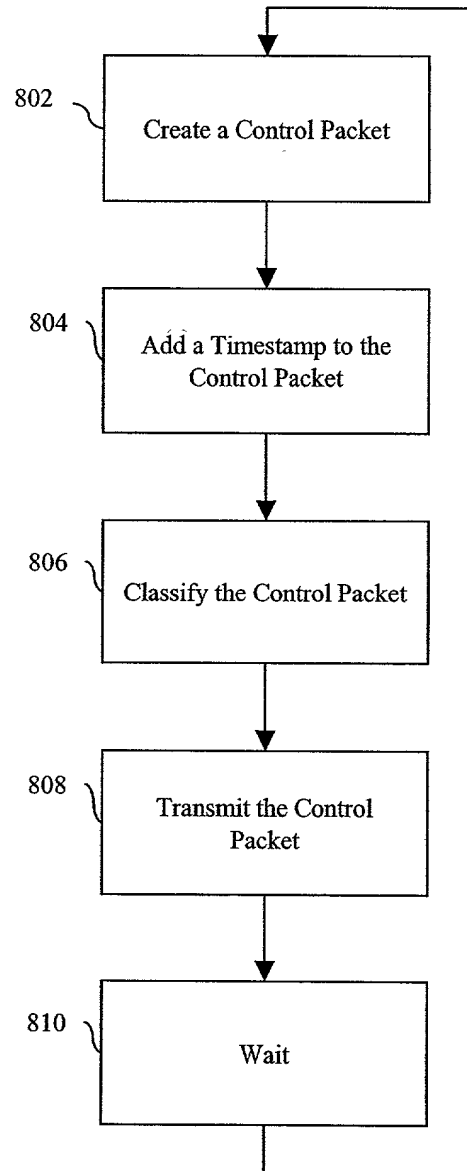 802
Create a Control Packet
804
Add a Timestamp to the
Control Packet
806
Classify the Control Packet
808
Transmit the Control
Packet
810
Wait